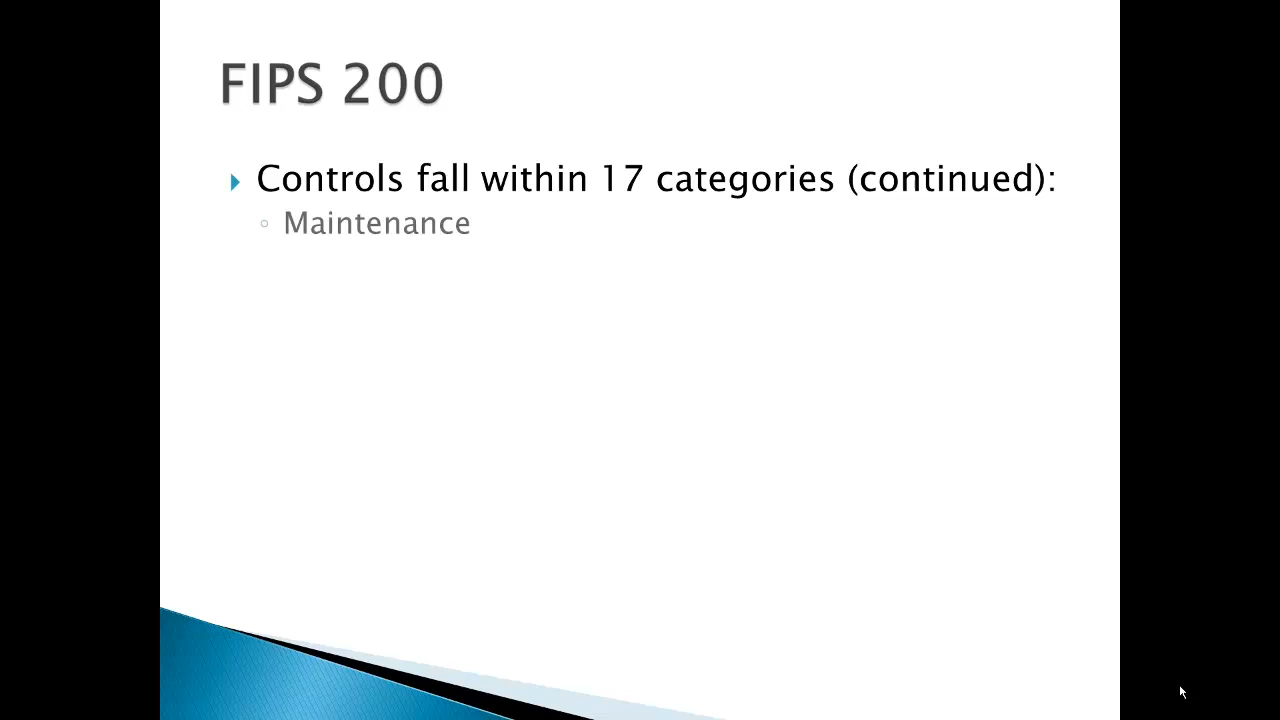 FIPS 200
Controls fall within 17 categories (continued):
Maintenance